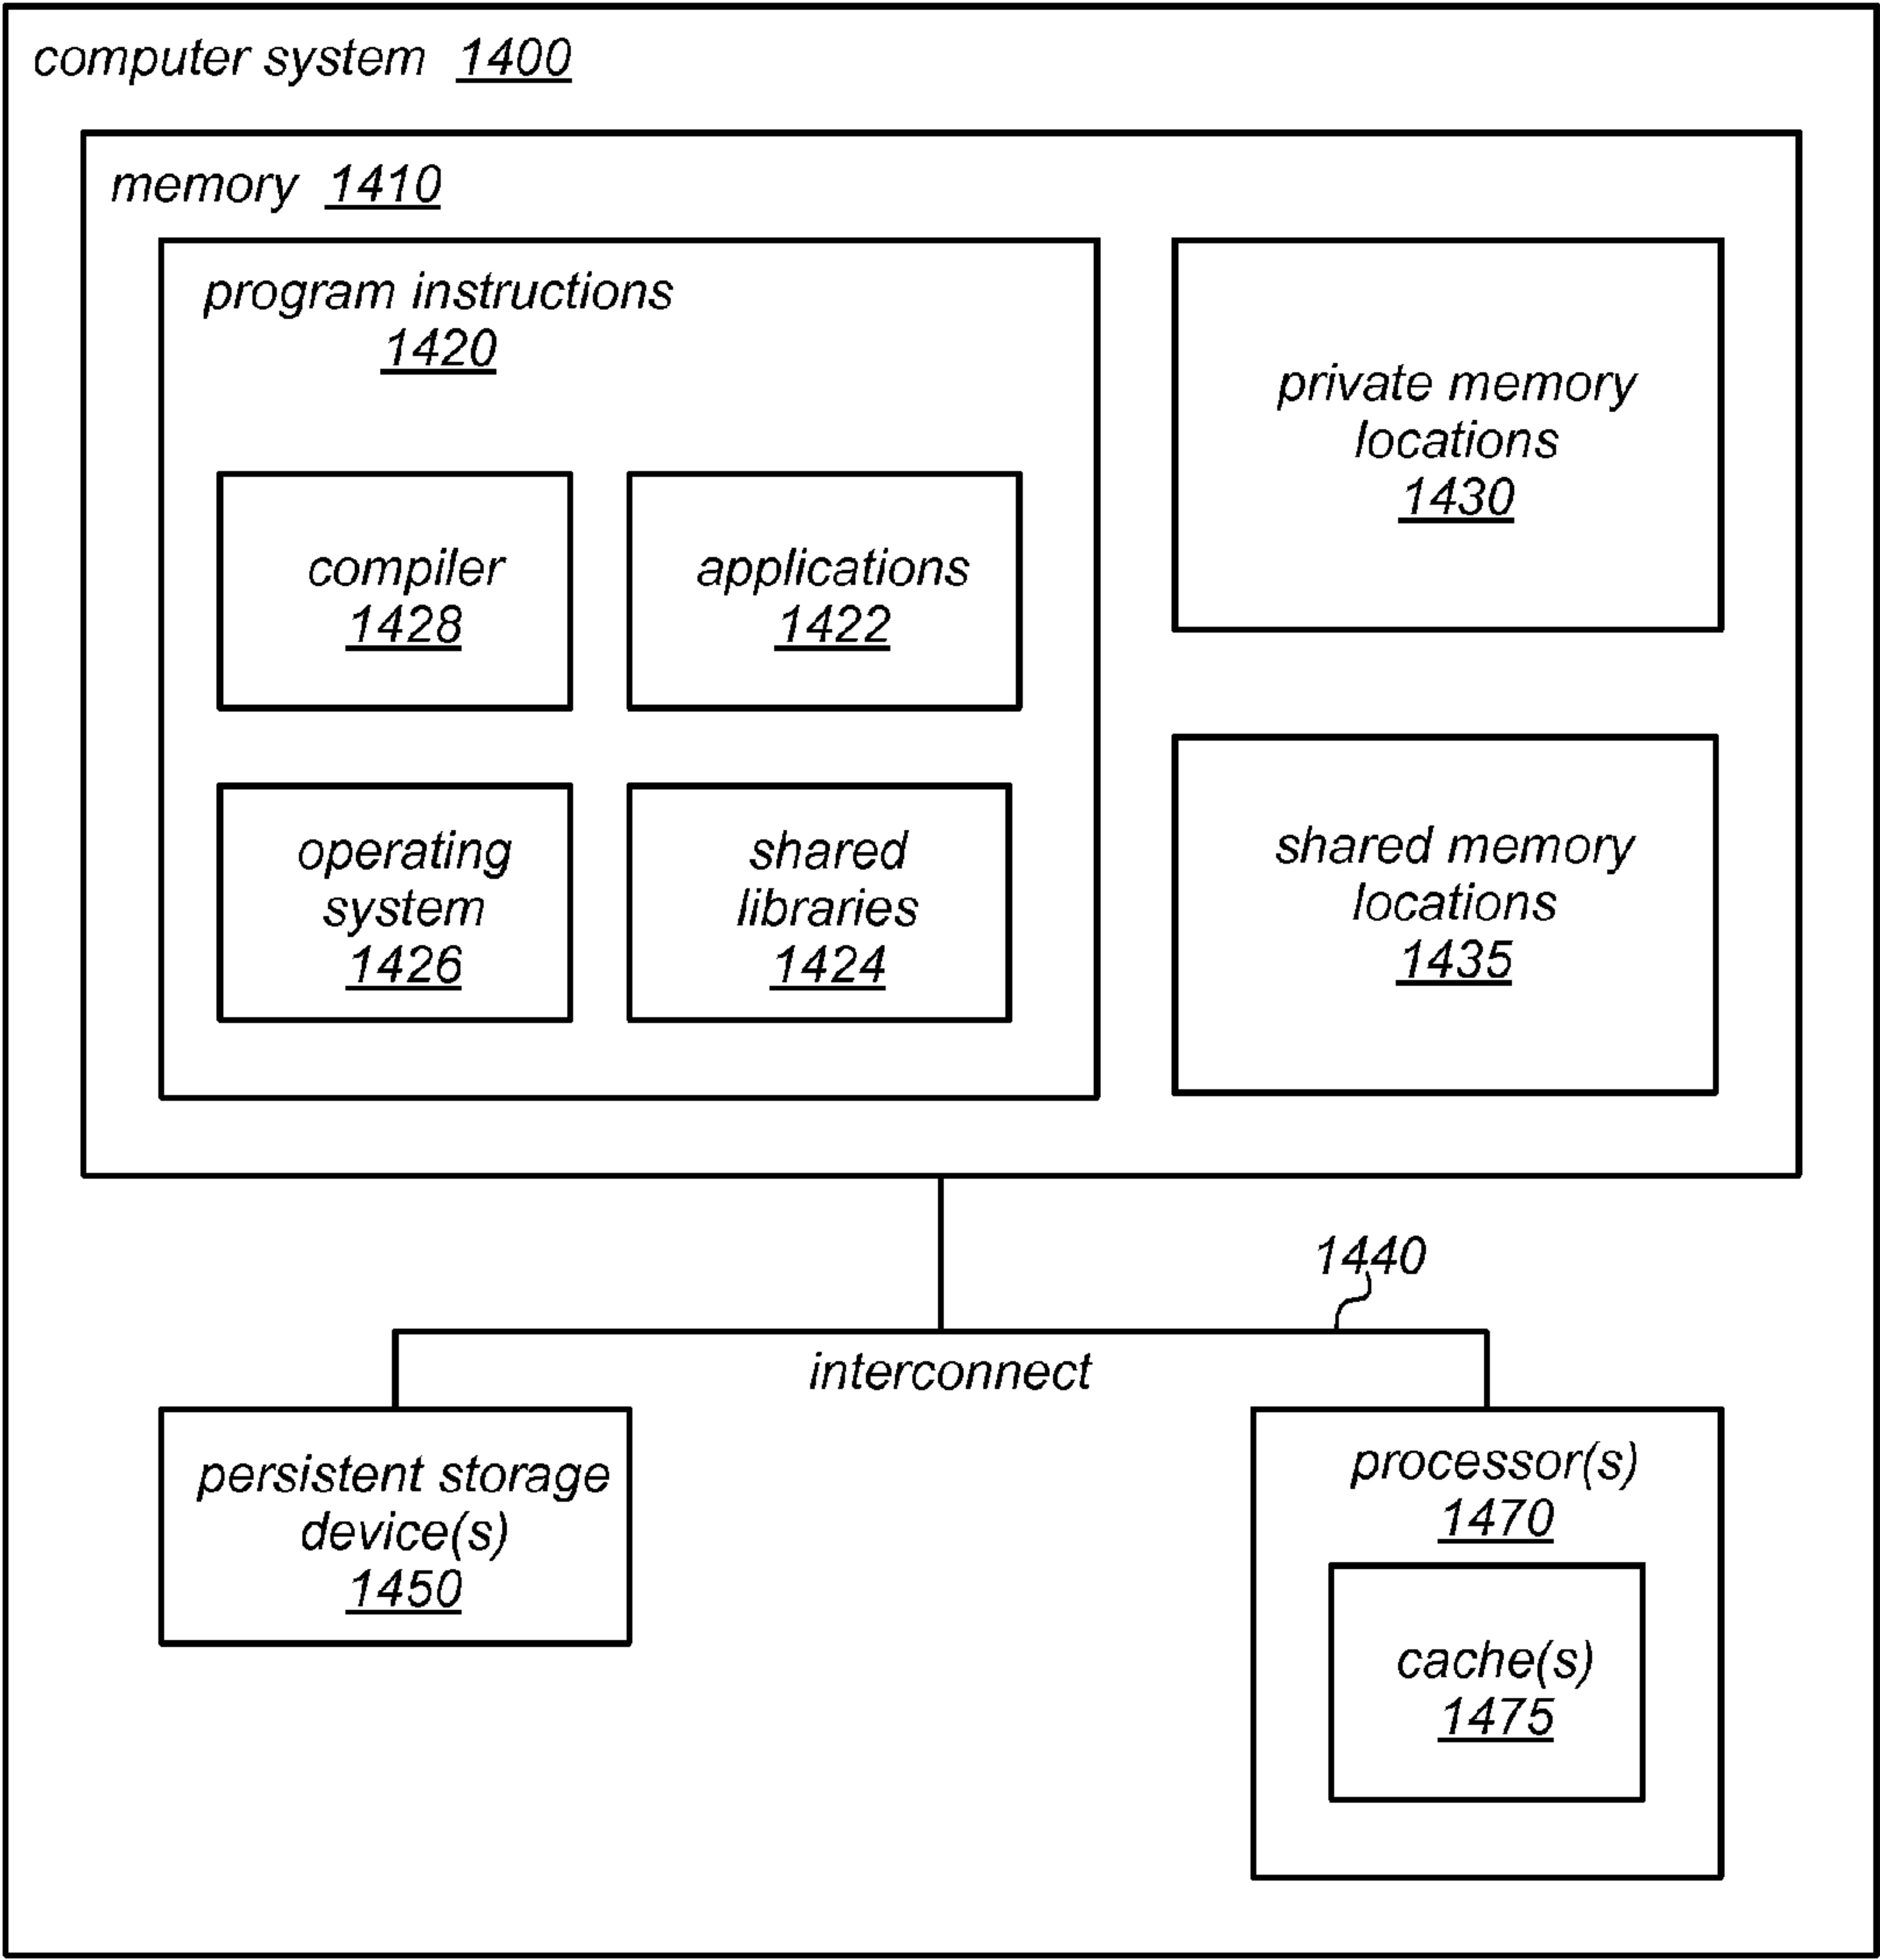 computer system 1400
memory 1410
program instructions
1420
compiler
1428
applications
1422
operating
system
1426
shared
libraries
1424
private memory
locations
1430
shared memory
locations
1435
1440
interconnect
persistent storage
device(s)
1450
processor(s)
1470
cache(s)
1475